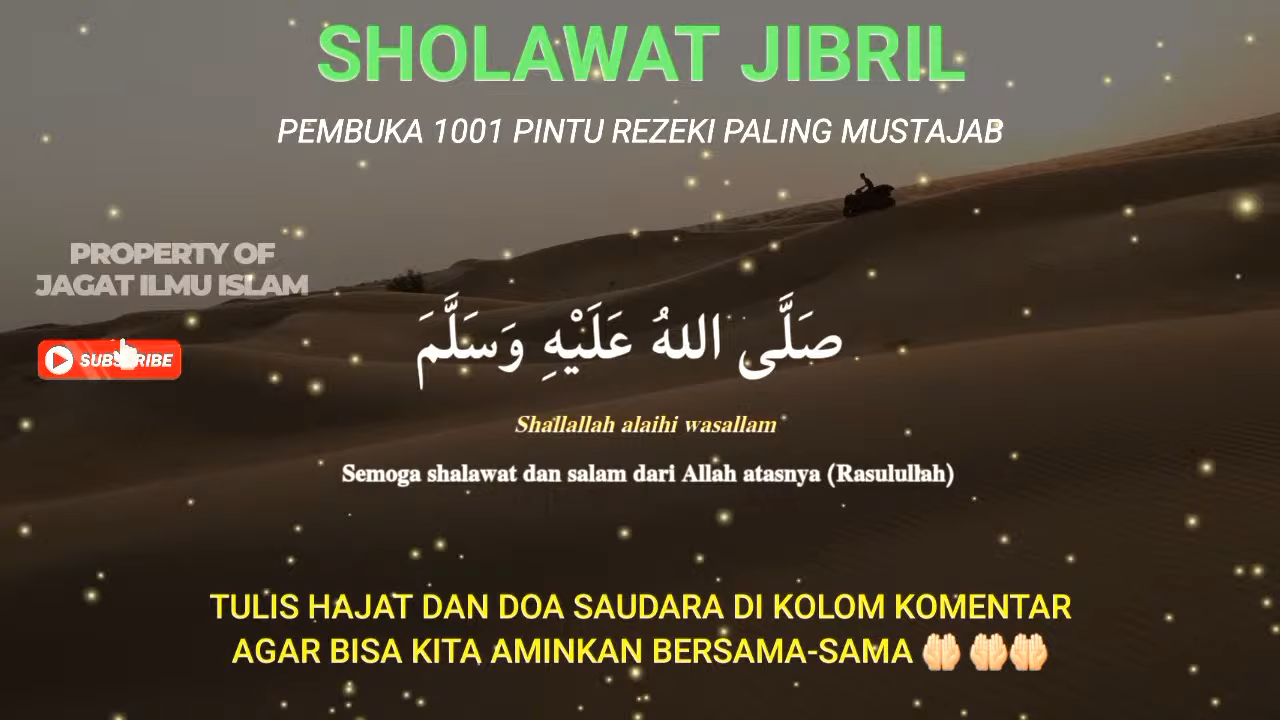 SHOLAWAT JIBRIL
PEMBUKA 1001 PINTU REZEKI PALING MUSTAJAB
PROPERTY OF
JAGAT ILMU ISLAM
صَلَّى اللهُ عَلَيْهِ وَسَلَّمَ
SUBSCRIBE
Shallallah alaihi wasallam
Semoga shalawat dan salam dari Allah atasnya (Rasulullah)
TULIS HAJAT DAN DOA SAUDARA DI KOLOM KOMENTAR
AGAR BISA KITA AMINKAN BERSAMA-SAMA 🤲🏻 🤲🏻🤲🏻